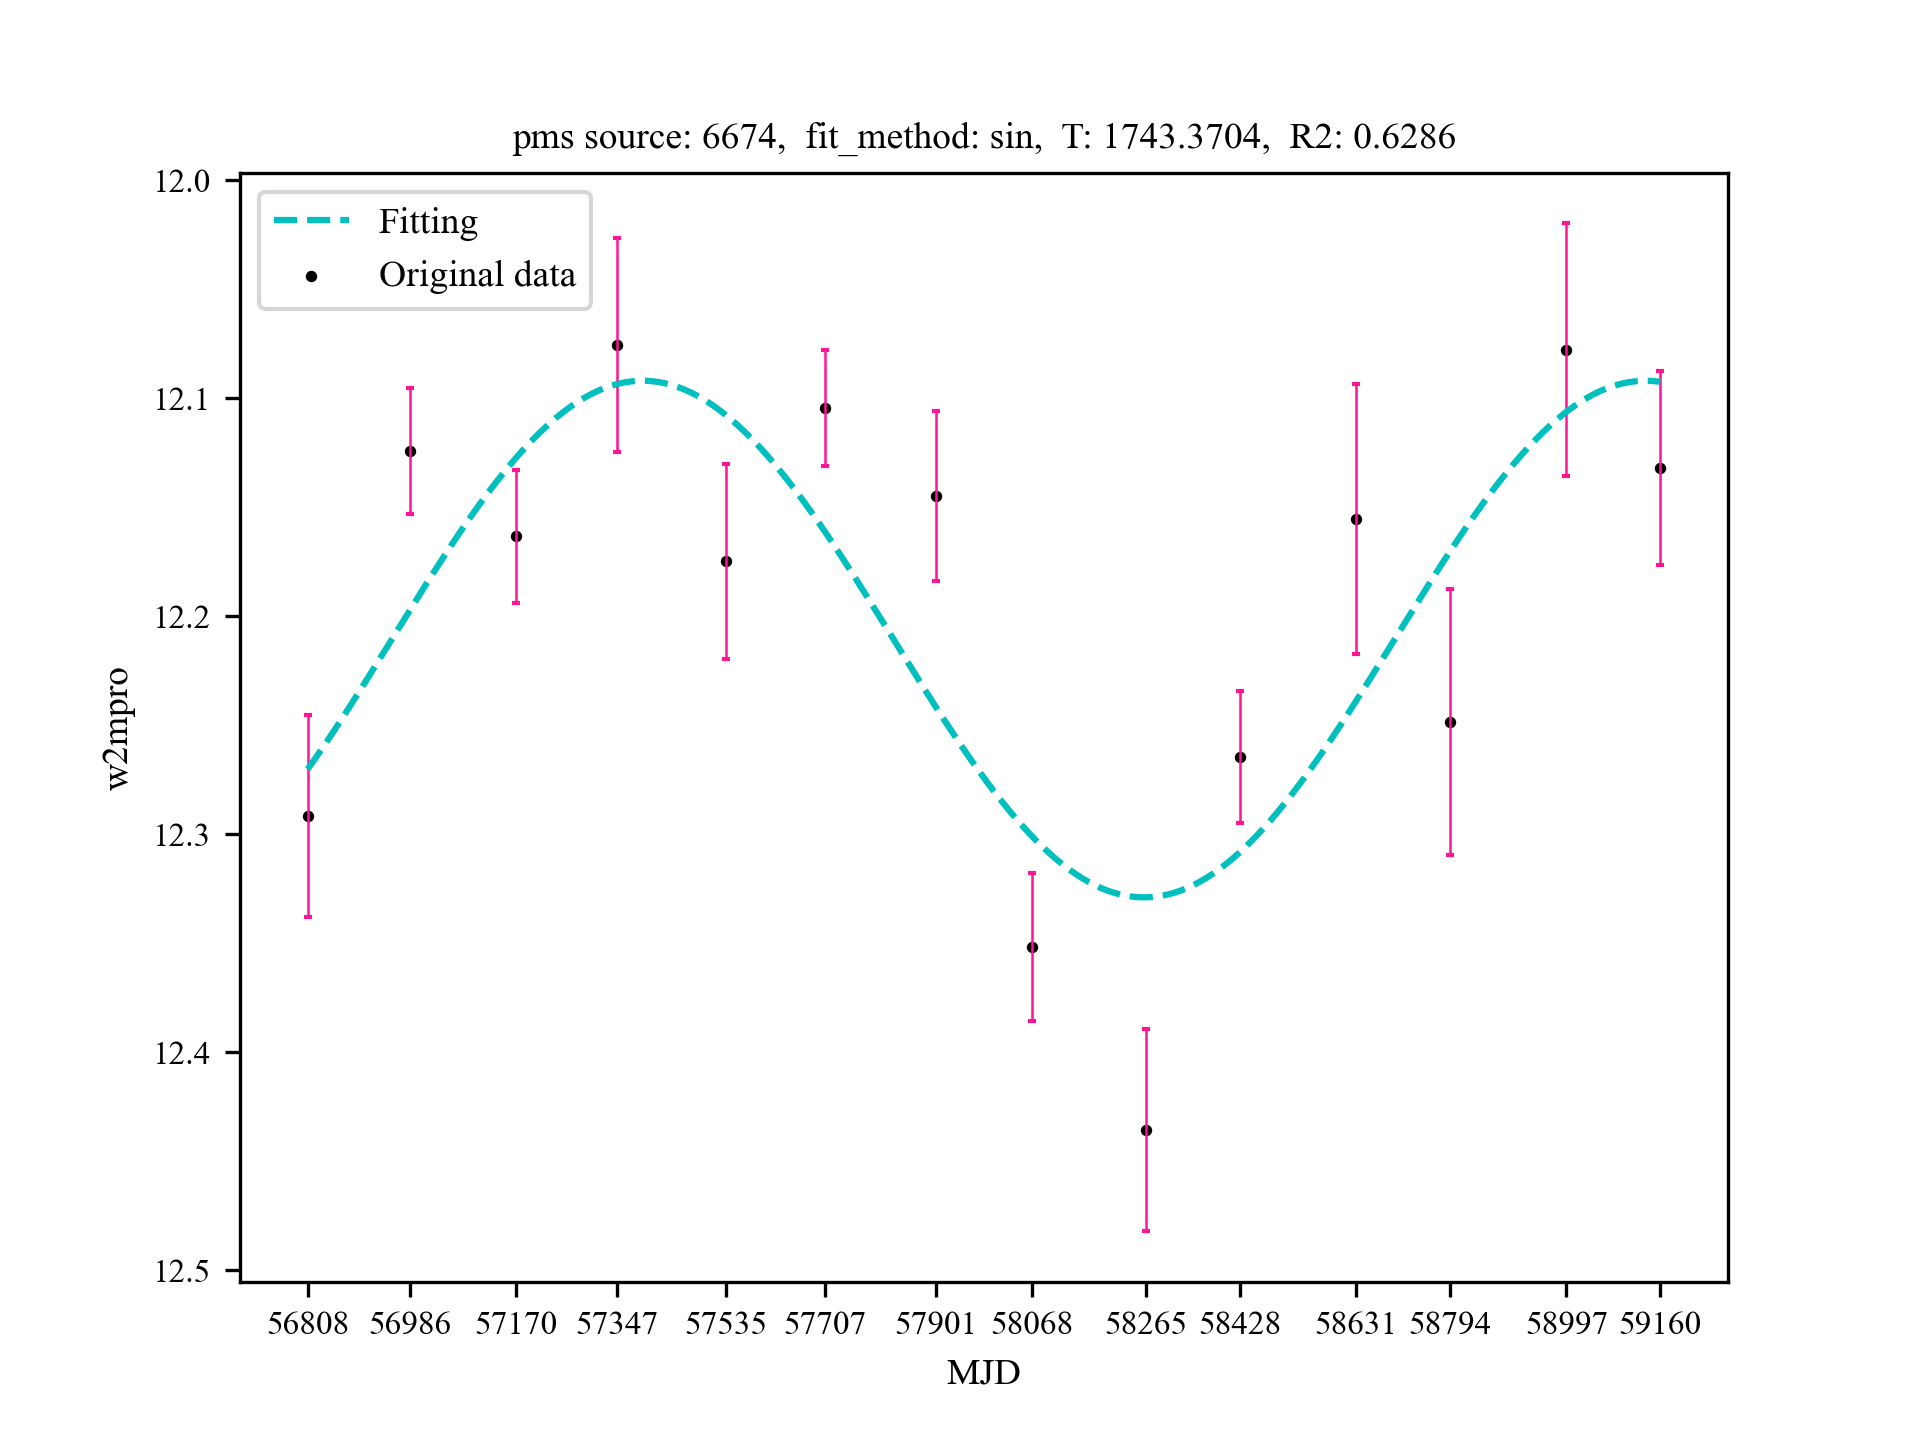 pms source: 6674,  fit_method: sin,  T: 1743.3704,  R2: 0.6286
12.0
Fitting
Original data
12.1
12.2
w2mpro
12.3
12.4
12.5
56808 56986 57170 57347 57535 57707 57901 58068 58265 58428 58631 58794 58997 59160
MJD